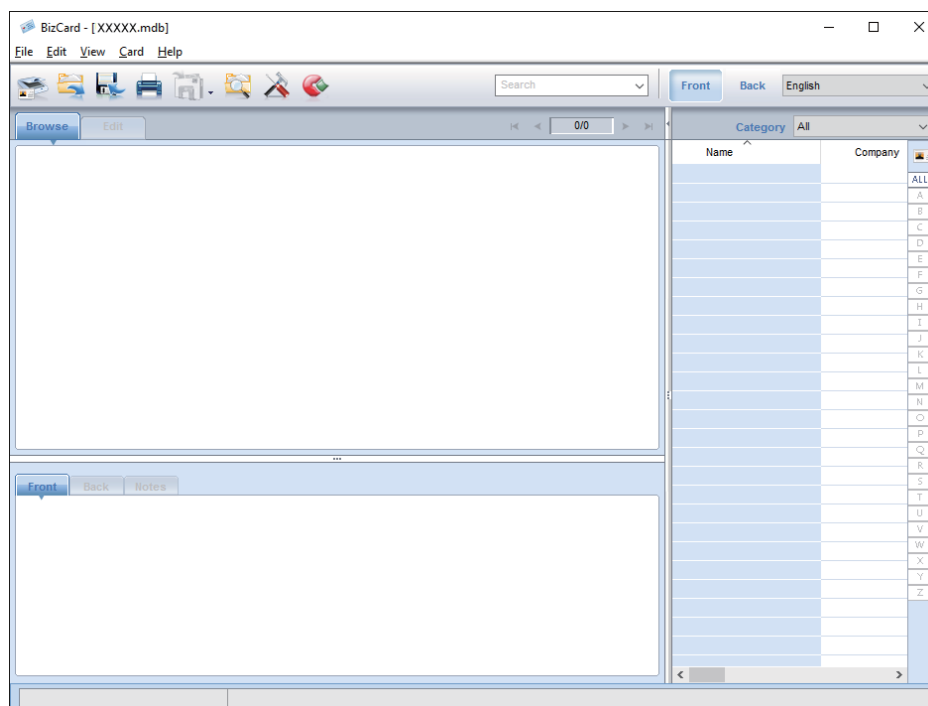 BizCard - [XXXXX.mdb]
File Edit View Card Help
Search Front Back English
Browse Edit 0/0 Category All
Name Company
ALL
A
B
C
D
E
F
G
H
I
J
K
L
M
N
O
P
Q
R
S
T
U
V
W
X
Y
Z
Front Back Notes